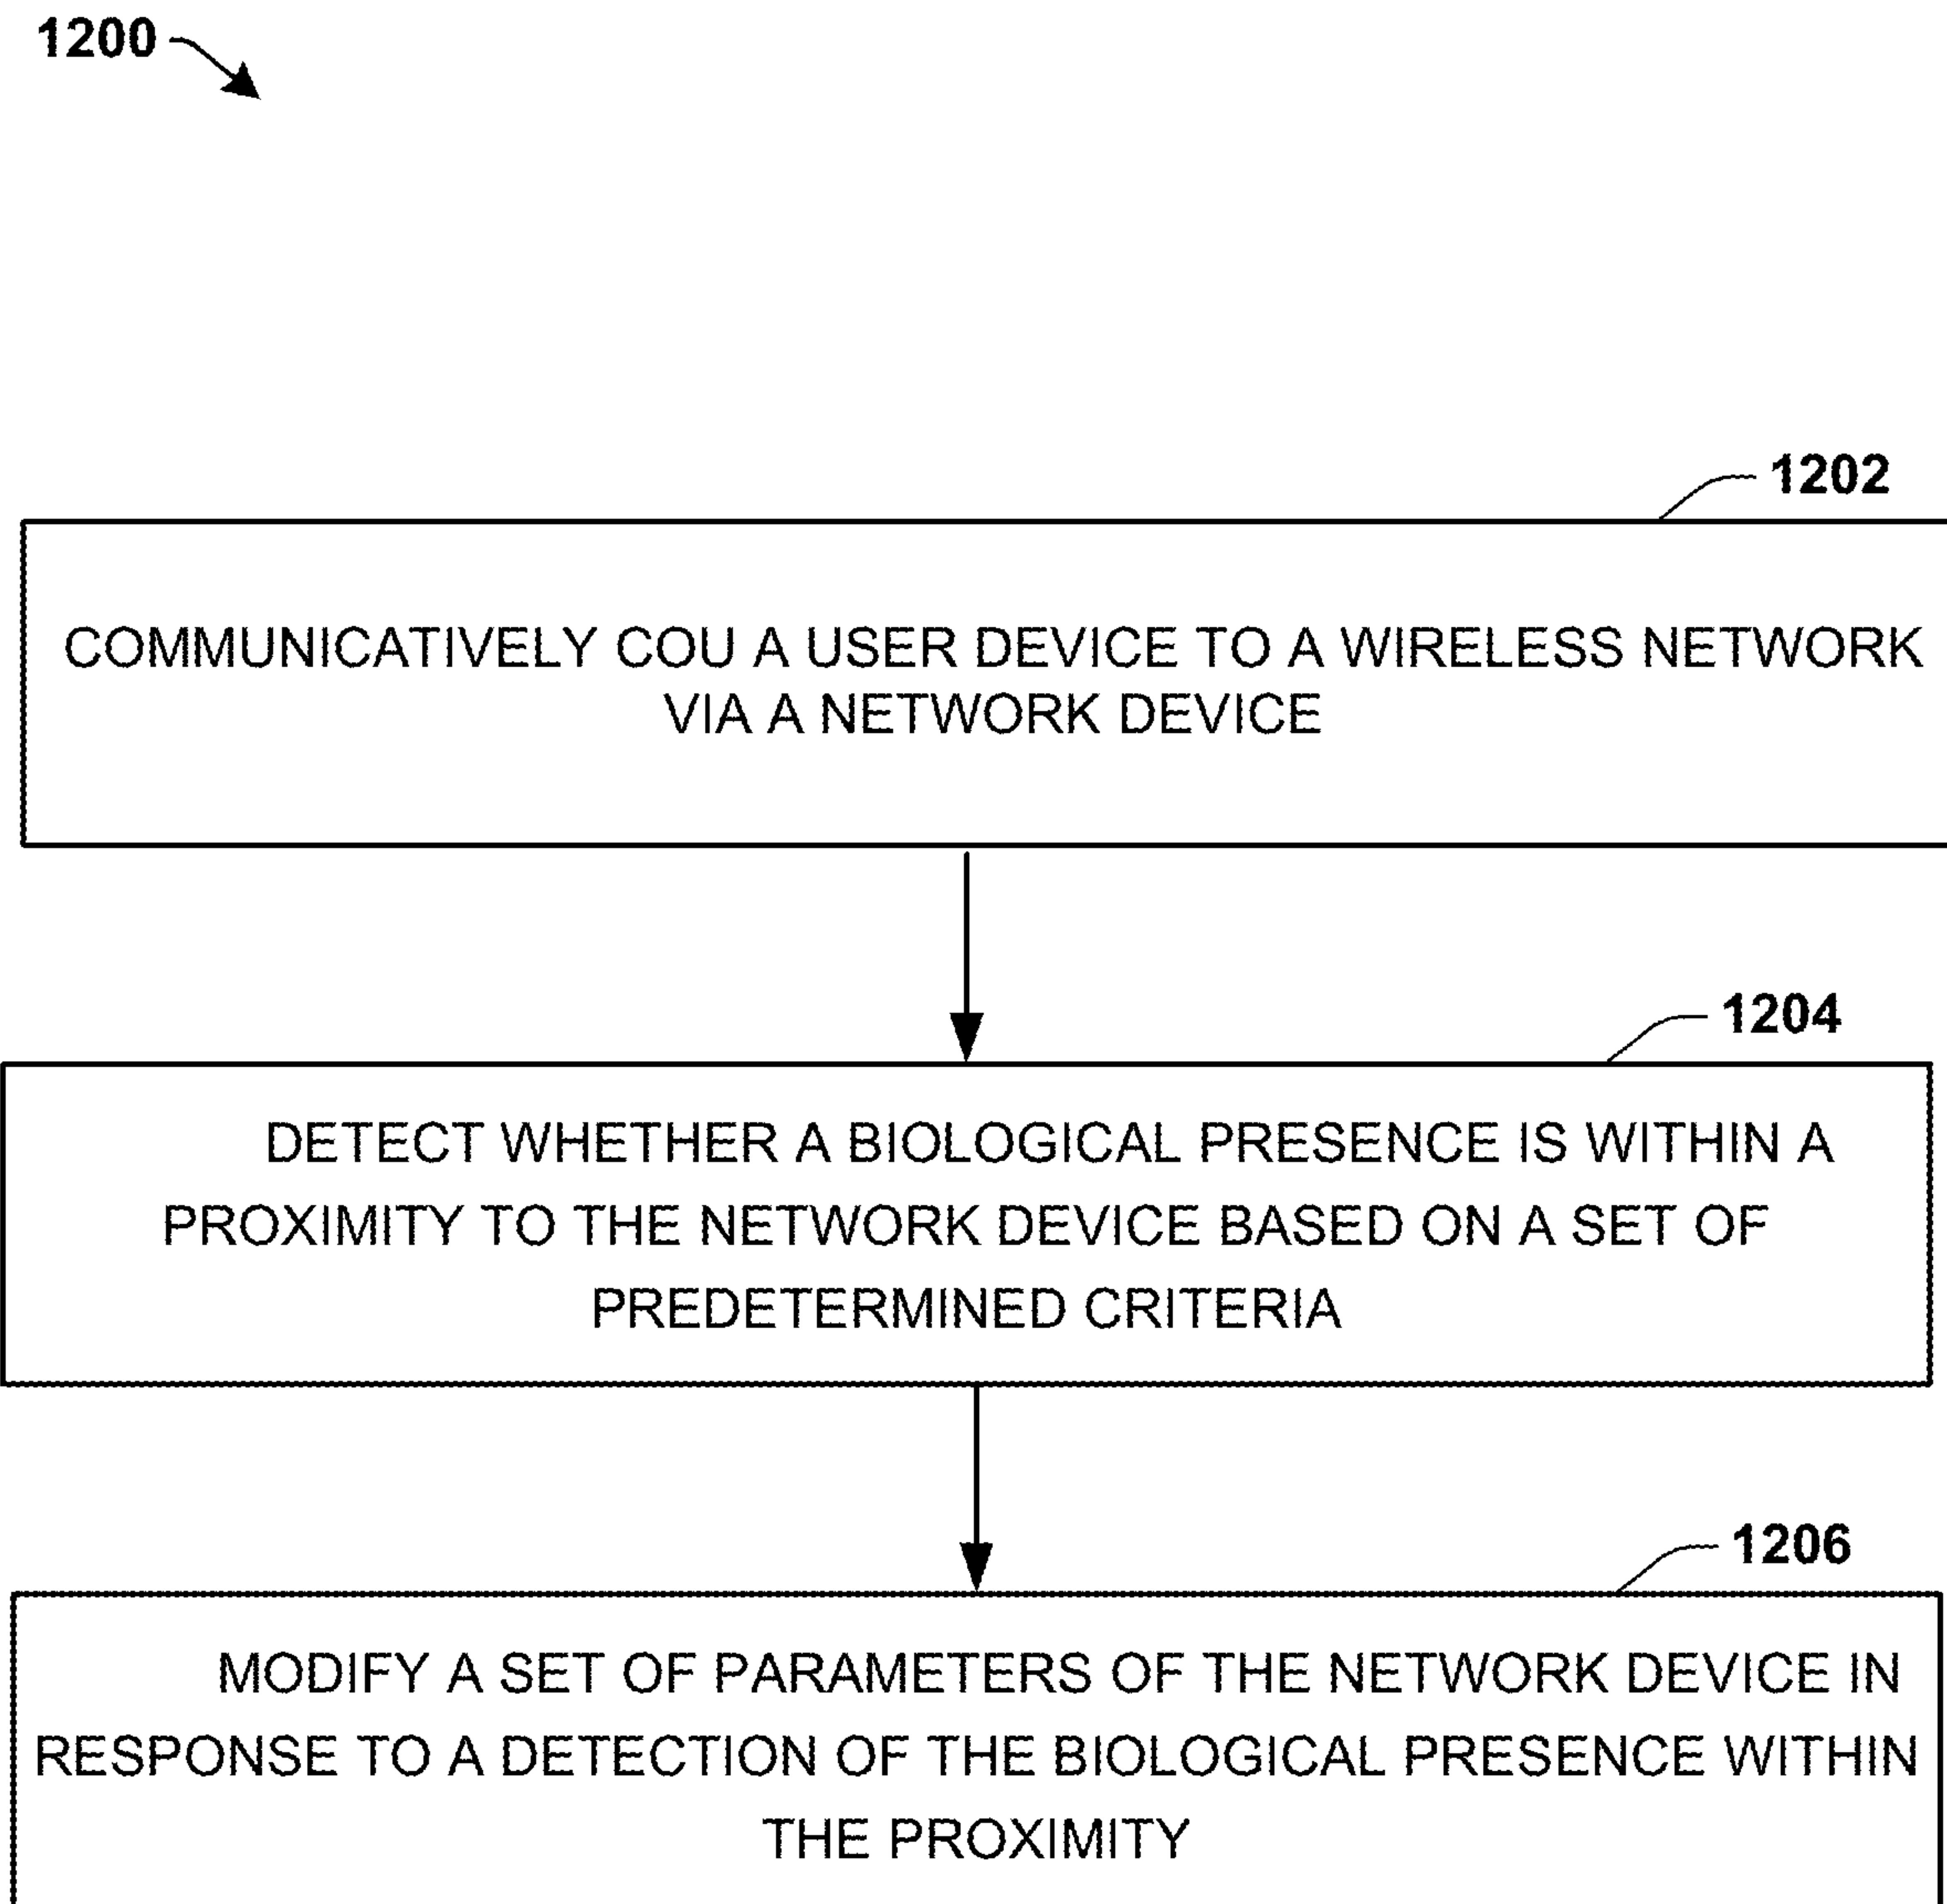 1200
1202
COMMUNICATIVELY COU A USER DEVICE TO A WIRELESS NETWORK
VIA A NETWORK DEVICE
1204
DETECT WHETHER A BIOLOGICAL PRESENCE IS WITHIN A
PROXIMITY TO THE NETWORK DEVICE BASED ON A SET OF
PREDETERMINED CRITERIA
1206
MODIFY A SET OF PARAMETERS OF THE NETWORK DEVICE IN
RESPONSE TO A DETECTION OF THE BIOLOGICAL PRESENCE WITHIN
THE PROXIMITY